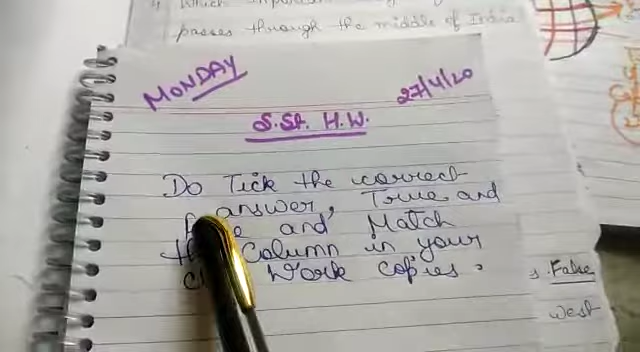 passes through the middle of India
MONDAY
27/4/20
S.St. H.W.
Do Tick the correct
answer, True and
and Match
column in your
Work copies.
False
West